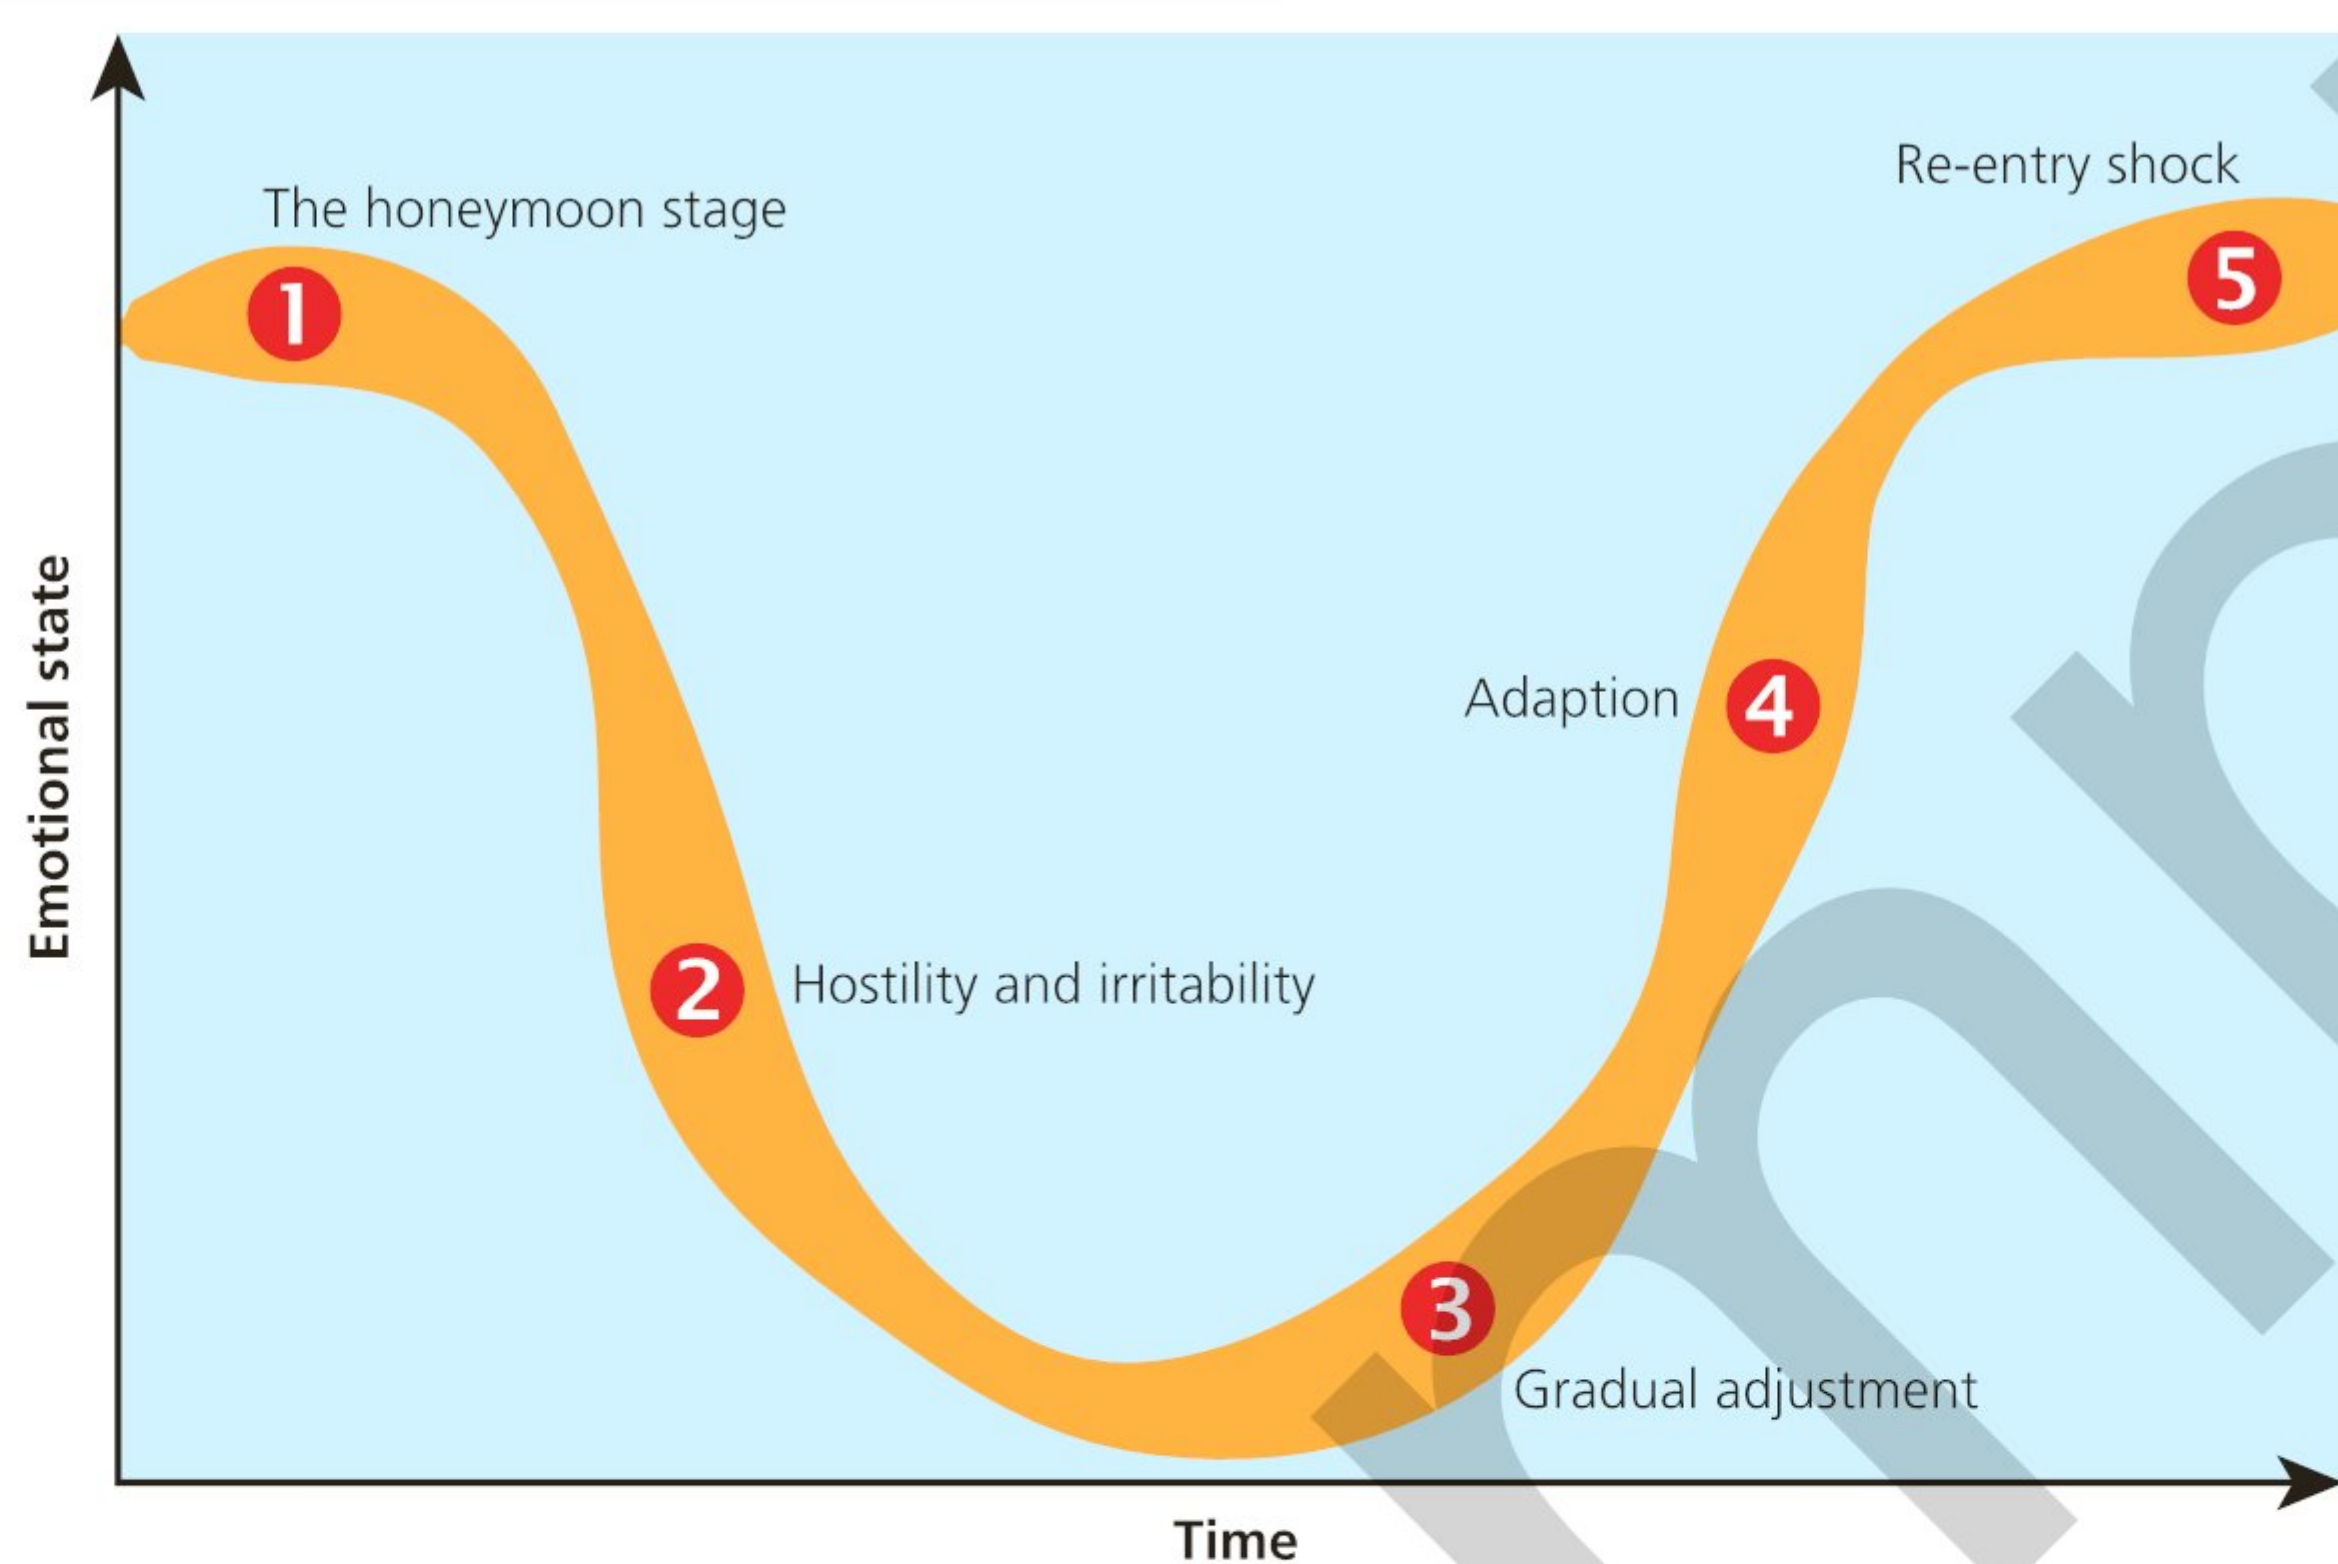 The honeymoon stage
1
Re-entry shock
5
Emotional state
Adaption
4
2
Hostility and irritability
3
Gradual adjustment
Time